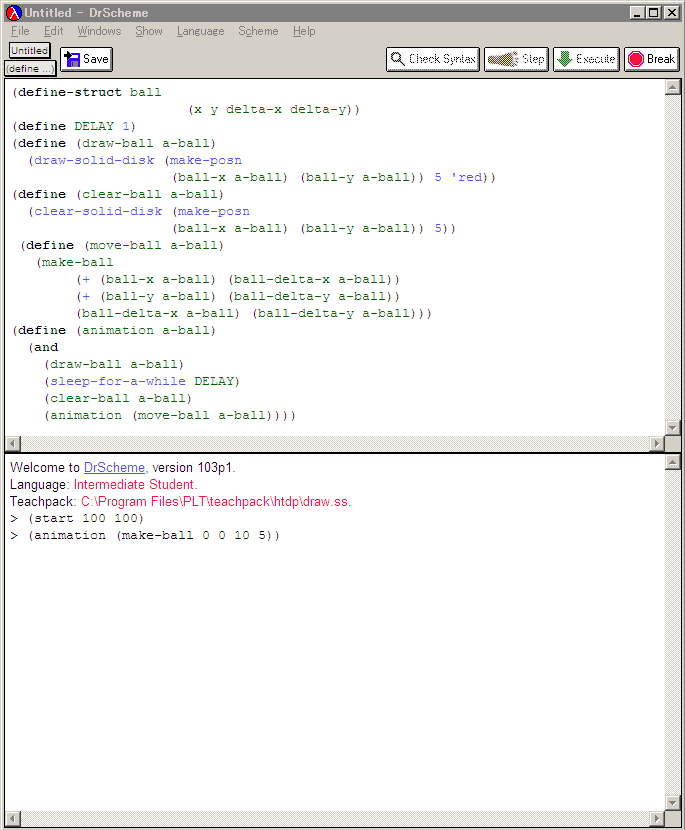 Untitled - DrScheme
File Edit Windows Show Language Scheme Help
Untitled
(define ...)
Save
Check Syntax Step Execute Break
(define-struct ball
(x y delta-x delta-y))
(define DELAY 1)
(define (draw-ball a-ball)
(draw-solid-disk (make-posn
(ball-x a-ball) (ball-y a-ball)) 5 'red))
(define (clear-ball a-ball)
(clear-solid-disk (make-posn
(ball-x a-ball) (ball-y a-ball)) 5))
(define (move-ball a-ball)
(make-ball
(+ (ball-x a-ball) (ball-delta-x a-ball))
(+ (ball-y a-ball) (ball-delta-y a-ball))
(ball-delta-x a-ball) (ball-delta-y a-ball)))
(define (animation a-ball)
(and
(draw-ball a-ball)
(sleep-for-a-while DELAY)
(clear-ball a-ball)
(animation (move-ball a-ball))))
Welcome to DrScheme, version 103p1.
Language: Intermediate Student.
Teachpack: C:\Program Files\PLT\teachpack\htdp\draw.ss.
> (start 100 100)
> (animation (make-ball 0 0 10 5))